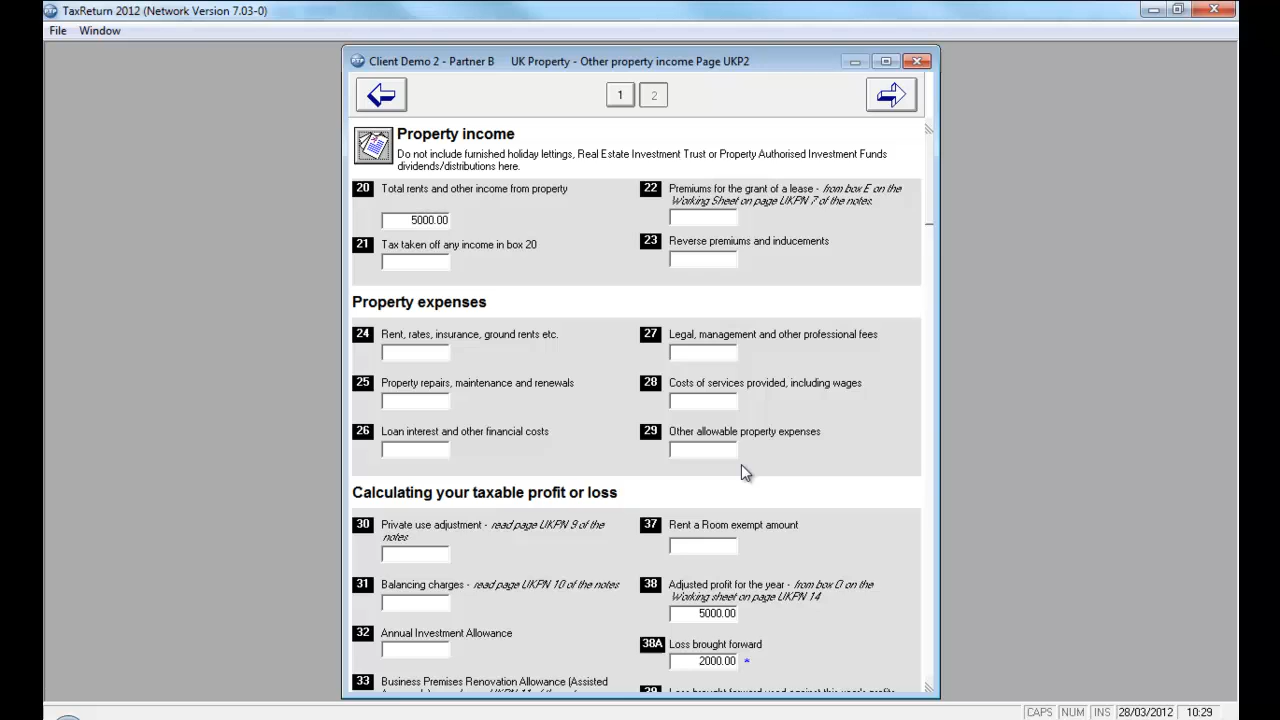 TaxReturn 2012 (Network Version 7.03-0)
File Window
Client Demo 2 - Partner B UK Property - Other property income Page UKP2
1 2
Property income
Do not include furnished holiday lettings, Real Estate Investment Trust or Property Authorised Investment Funds
dividends/distributions here.
20 Total rents and other income from property
5000.00
21 Tax taken off any income in box 20
22 Premiums for the grant of a lease - from box E on the
Working Sheet on page UKPN 7 of the notes.
23 Reverse premiums and inducements
Property expenses
24 Rent, rates, insurance, ground rents etc.
25 Property repairs, maintenance and renewals
26 Loan interest and other financial costs
27 Legal, management and other professional fees
28 Costs of services provided, including wages
29 Other allowable property expenses
Calculating your taxable profit or loss
30 Private use adjustment - read page UKPN 9 of the
notes
31 Balancing charges - read page UKPN 10 of the notes
32 Annual Investment Allowance
33 Business Premises Renovation Allowance (Assisted
37 Rent a Room exempt amount
38 Adjusted profit for the year - from box O on the
Working sheet on page UKPN 14
5000.00
38A Loss brought forward
2000.00 *
CAPS NUM INS 28/03/2012 10:29